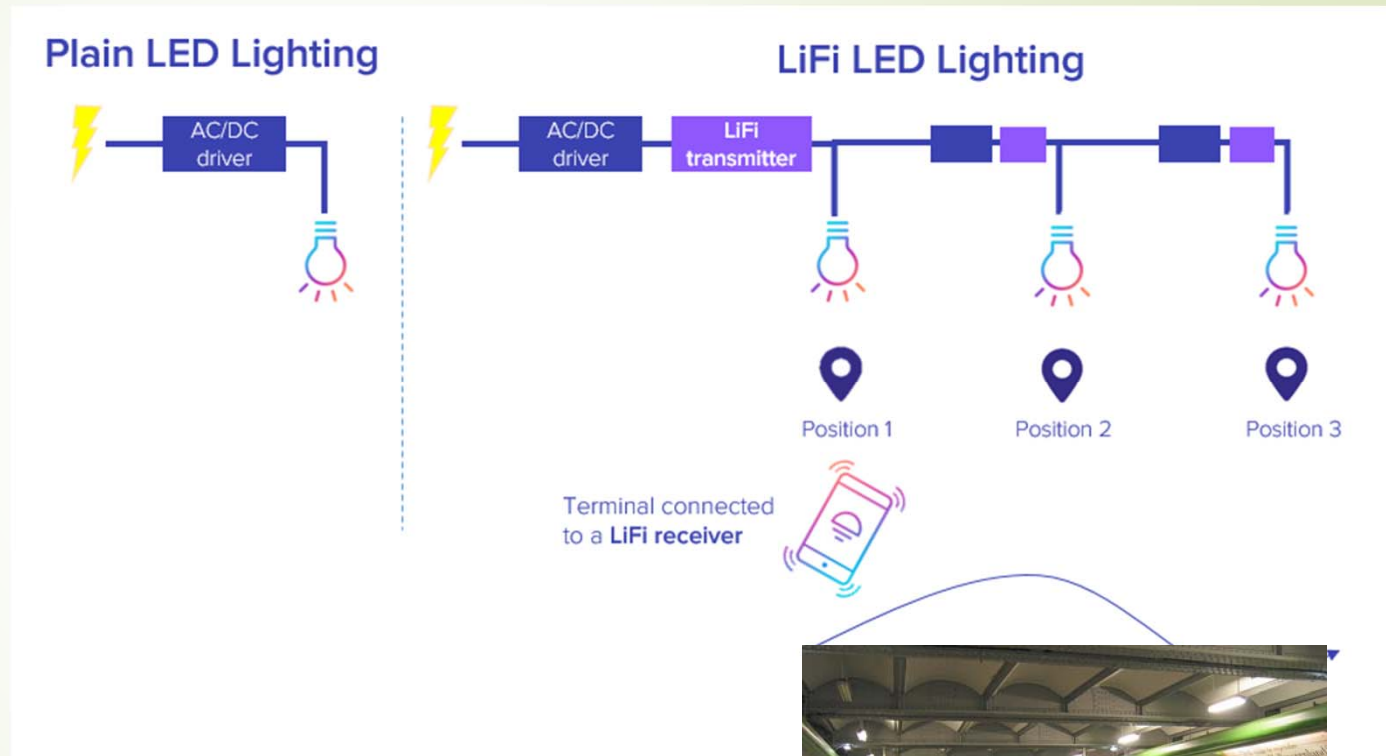 Plain LED Lighting
LiFi LED Lighting
AC/DC
driver
AC/DC
driver
LiFi
transmitter
Position 1
Position 2
Position 3
Terminal connected
to a LiFi receiver